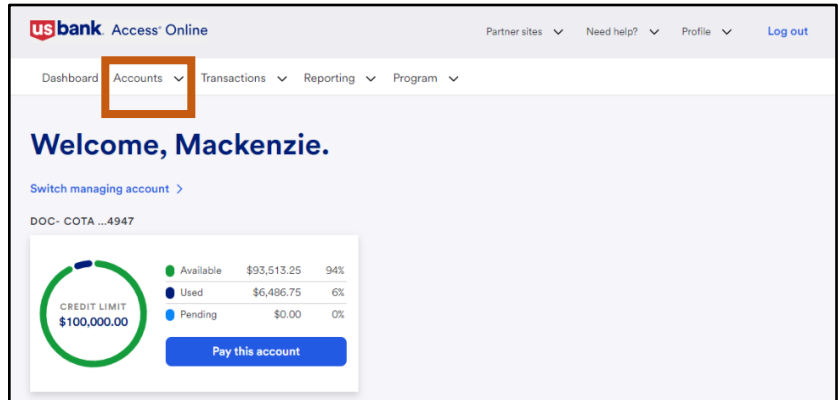 usbank Access® Online
Partner sites
Need help?
Profile
Log out
Dashboard
Accounts
Transactions
Reporting
Program
Welcome, Mackenzie.
Switch managing account >
DOC- COTA ...4947
CREDIT LIMIT
$100,000.00
Available $93,513.25 94%
Used $6,486.75 6%
Pending $0.00 0%
Pay this account